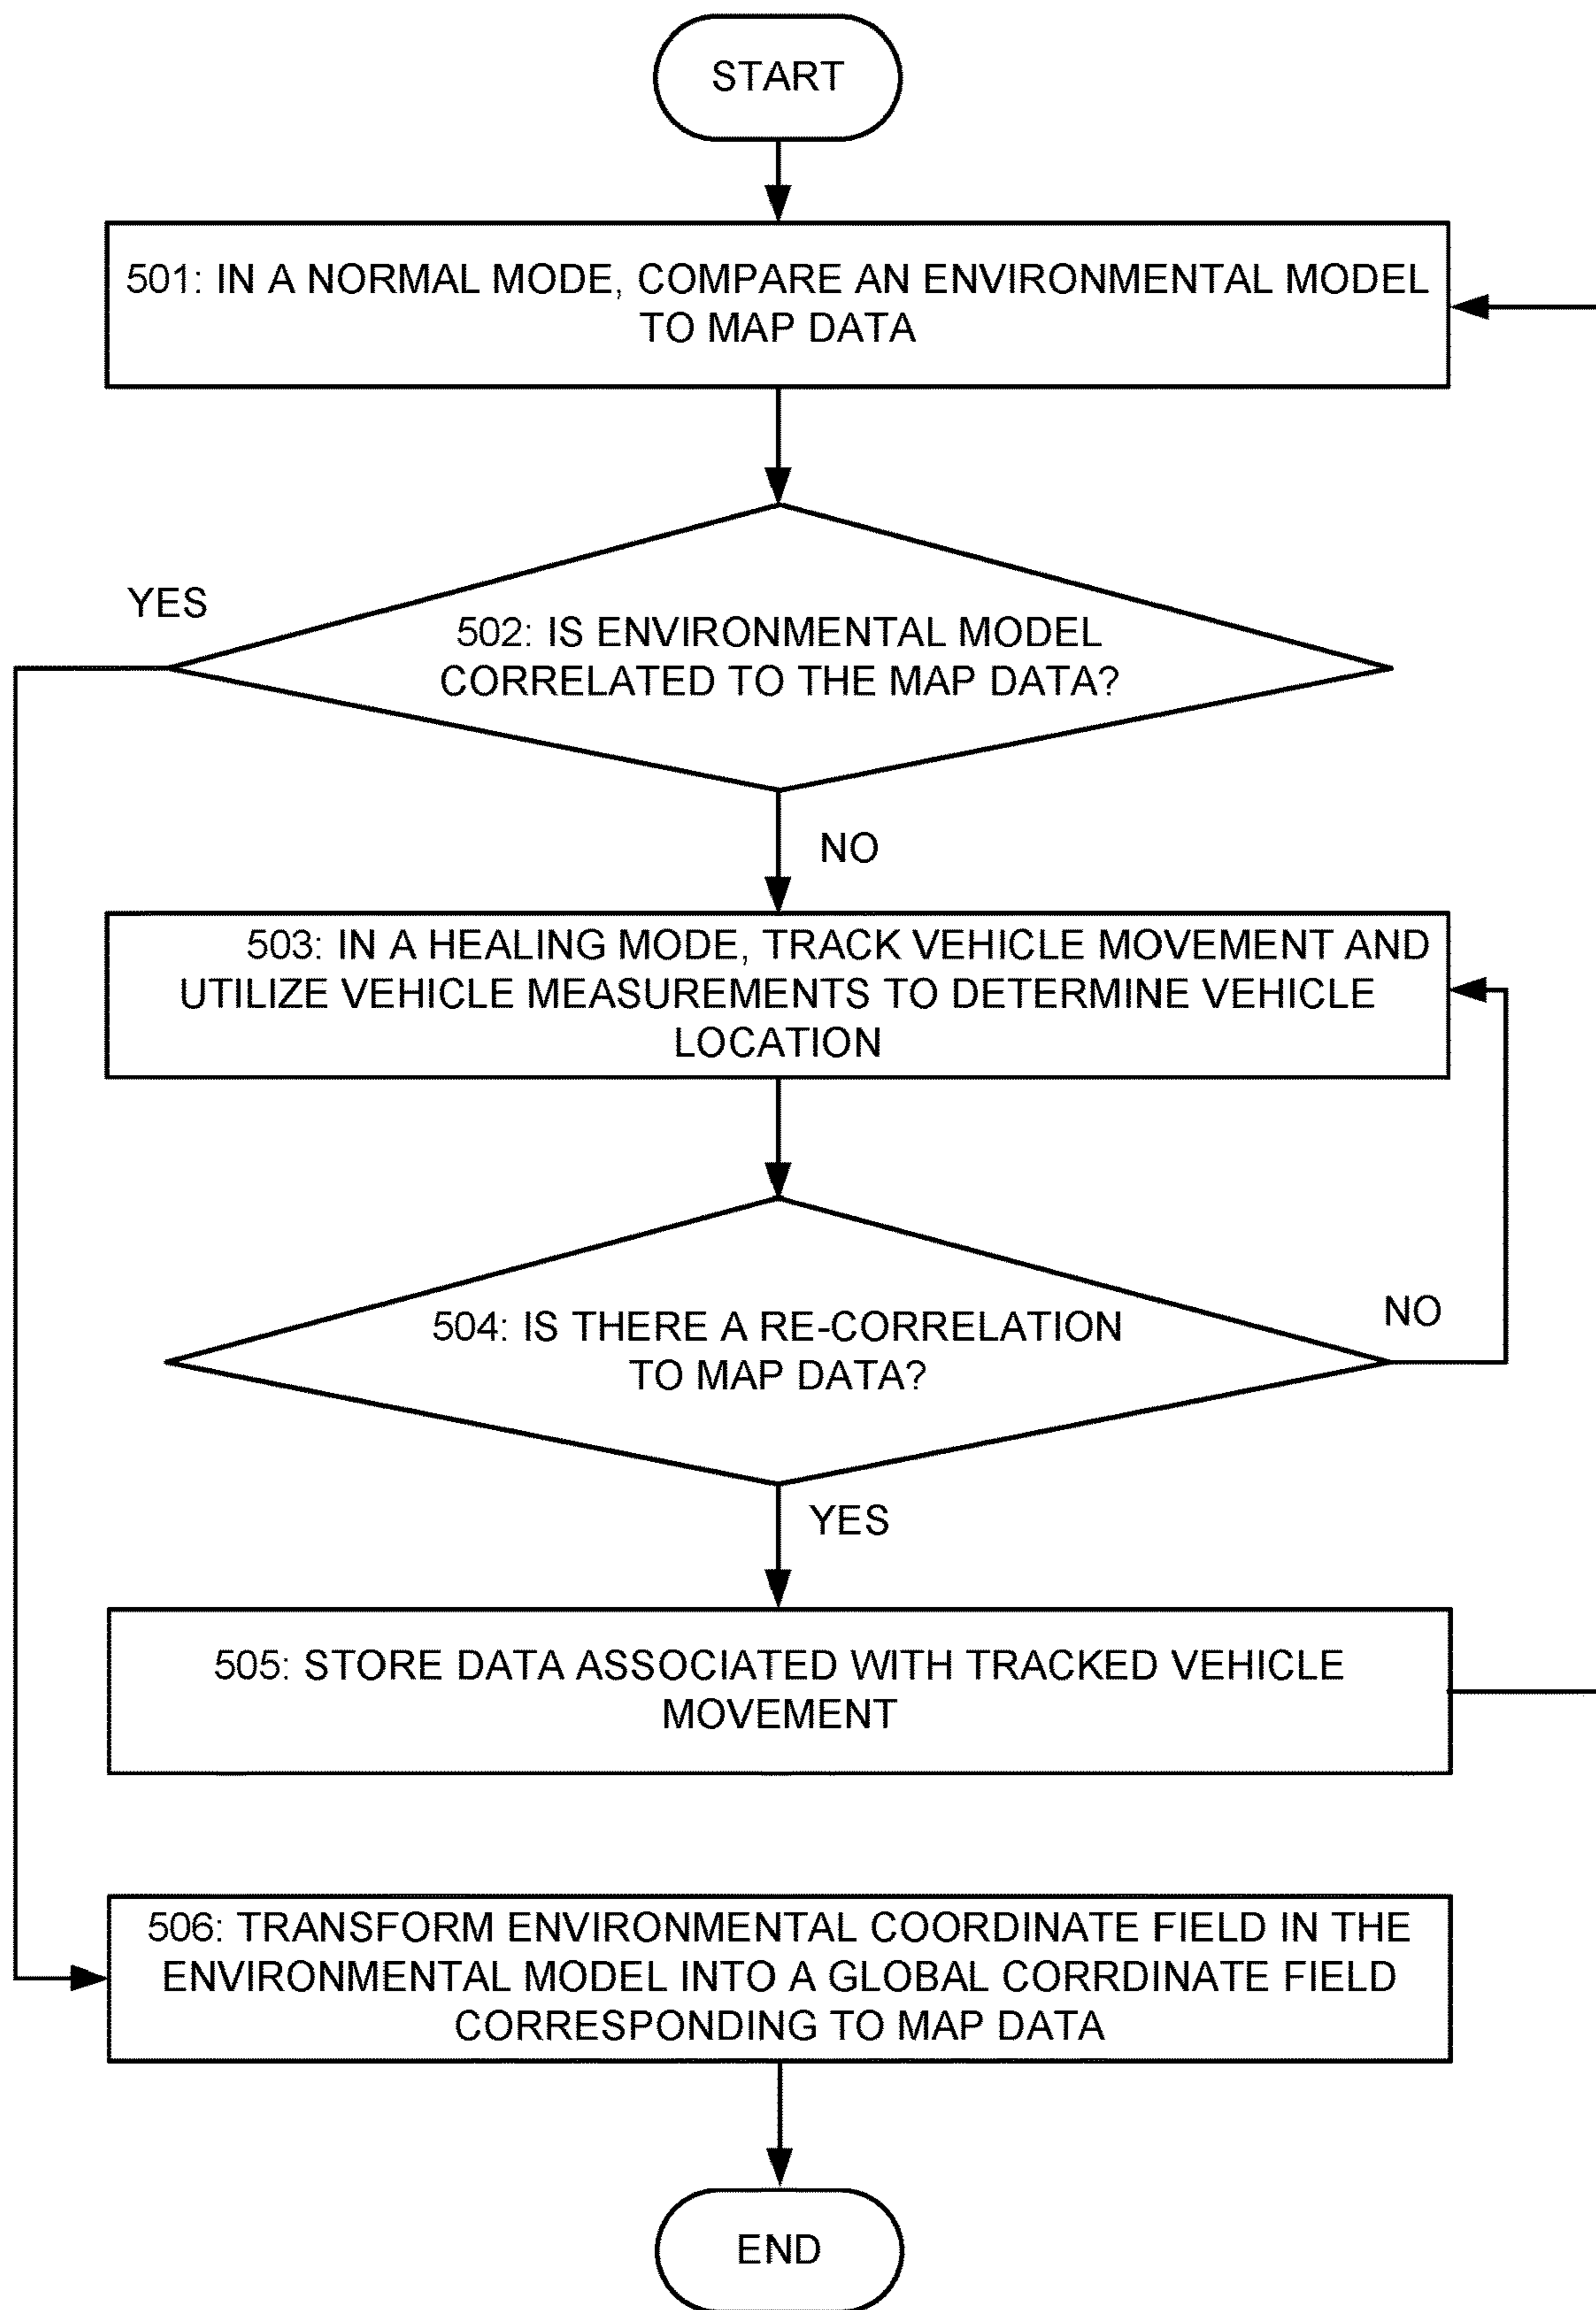 START
501: IN A NORMAL MODE, COMPARE AN ENVIRONMENTAL MODEL
TO MAP DATA
YES
502: IS ENVIRONMENTAL MODEL
CORRELATED TO THE MAP DATA?
NO
503: IN A HEALING MODE, TRACK VEHICLE MOVEMENT AND
UTILIZE VEHICLE MEASUREMENTS TO DETERMINE VEHICLE
LOCATION
504: IS THERE A RE-CORRELATION
TO MAP DATA?
NO
YES
505: STORE DATA ASSOCIATED WITH TRACKED VEHICLE
MOVEMENT
506: TRANSFORM ENVIRONMENTAL COORDINATE FIELD IN THE
ENVIRONMENTAL MODEL INTO A GLOBAL CORRDINATE FIELD
CORRESPONDING TO MAP DATA
END